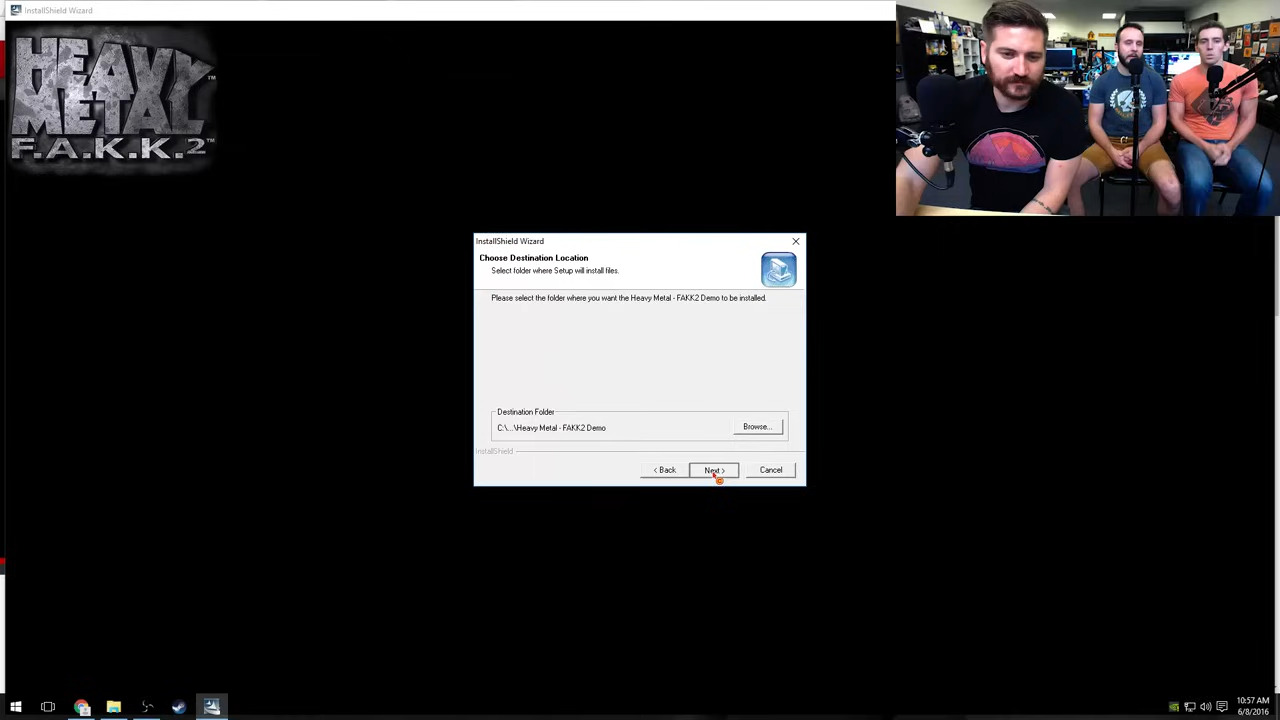 InstallShield Wizard
HEAVY
METAL™
F.A.K.K.2™
InstallShield Wizard
Choose Destination Location
Select folder where Setup will install files.
Please select the folder where you want the Heavy Metal - FAKK2 Demo to be installed.
Destination Folder
C:\...\Heavy Metal - FAKK2 Demo
Browse...
InstallShield
< Back
Next >
Cancel
10:57 AM
6/8/2016